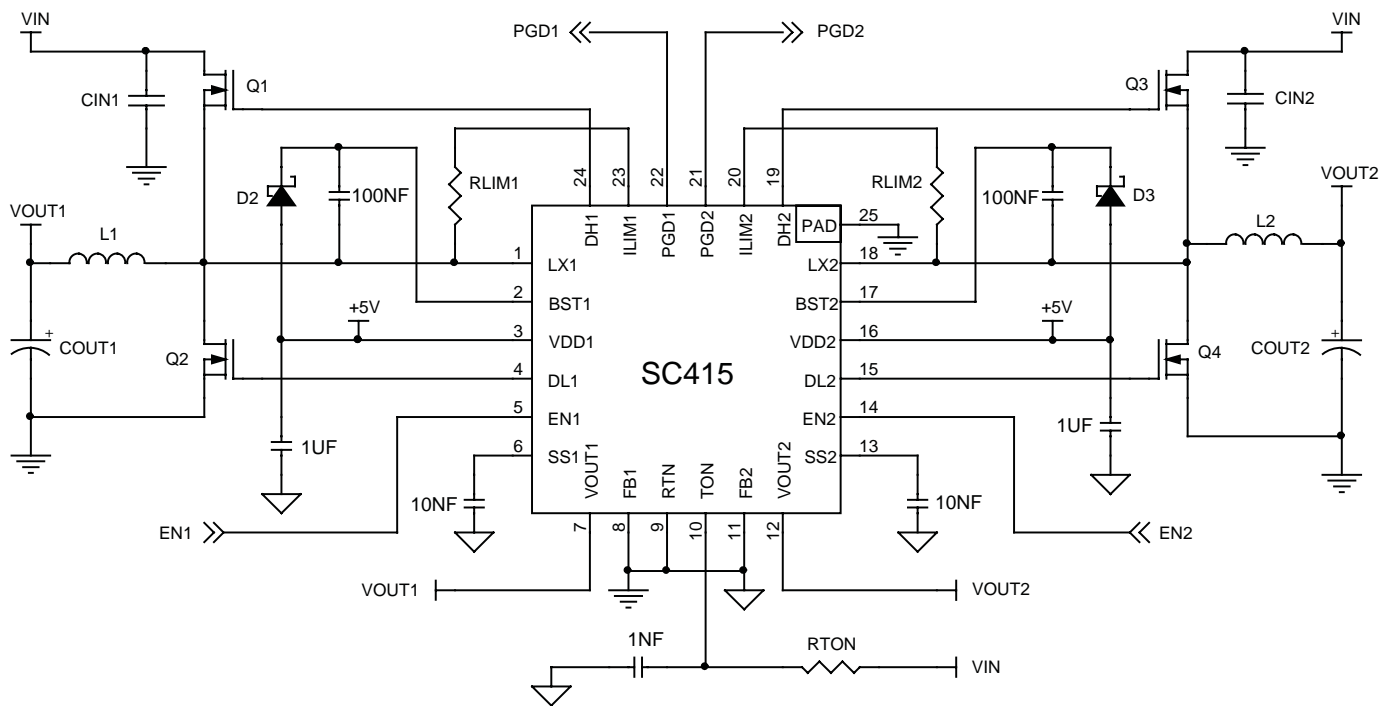 VIN
PGD1
PGD2
VIN
Q1
Q3
CIN1
CIN2
24
23
22
21
20
19
RLIM1
RLIM2
D2
100NF
100NF
D3
VOUT1
VOUT2
DH1
ILIM1
PGD1
PGD2
ILIM2
DH2
PAD
25
L1
L2
1
LX1
LX2
18
2
BST1
BST2
17
+5V
+5V
3
VDD1
VDD2
16
+
COUT1
Q2
Q4
COUT2
+
4
DL1
SC415
DL2
15
5
EN1
EN2
14
1UF
1UF
6
SS1
SS2
13
VOUT1
FB1
RTN
TON
FB2
VOUT2
10NF
10NF
EN1
EN2
7
8
9
10
11
12
VOUT1
VOUT2
1NF
RTON
VIN